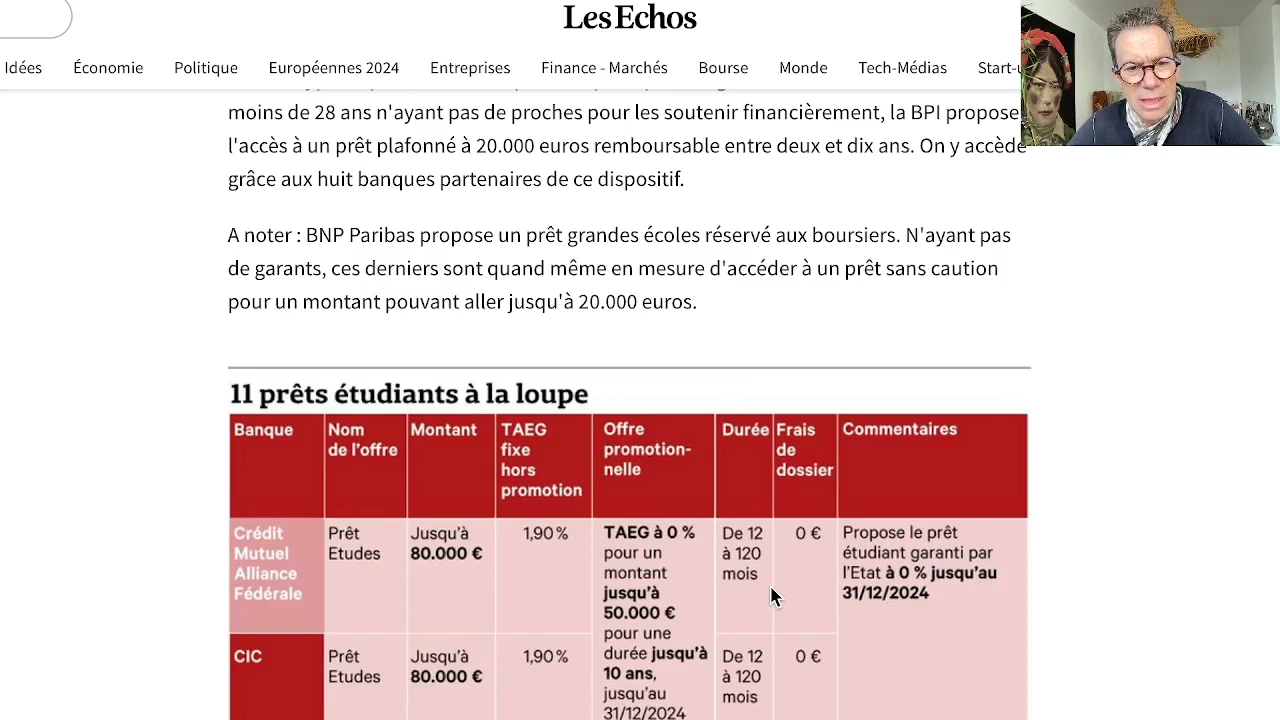 Les Echos
Idées Économie Politique Européennes 2024 Entreprises Finance - Marchés Bourse Monde Tech-Médias Start-u
moins de 28 ans n'ayant pas de proches pour les soutenir financièrement, la BPI propose
l'accès à un prêt plafonné à 20.000 euros remboursable entre deux et dix ans. On y accède
grâce aux huit banques partenaires de ce dispositif.
A noter : BNP Paribas propose un prêt grandes écoles réservé aux boursiers. N'ayant pas
de garants, ces derniers sont quand même en mesure d'accéder à un prêt sans caution
pour un montant pouvant aller jusqu'à 20.000 euros.
11 prêts étudiants à la loupe
Banque
Nom
de l'offre
Montant
TAEG
fixe
hors
promotion
Offre
promotion-
nelle
Durée
Frais
de
dossier
Commentaires
Crédit
Mutuel
Alliance
Fédérale
Prêt
Etudes
Jusqu'à
80.000 €
1,90 %
TAEG à 0 %
pour un
montant
jusqu'à
50.000 €
pour une
durée jusqu'à
10 ans,
jusqu'au
31/12/2024
De 12
à 120
mois
0 €
Propose le prêt
étudiant garanti par
l'Etat à 0 % jusqu'au
31/12/2024
CIC
Prêt
Etudes
Jusqu'à
80.000 €
1,90 %
De 12
à 120
mois
0 €